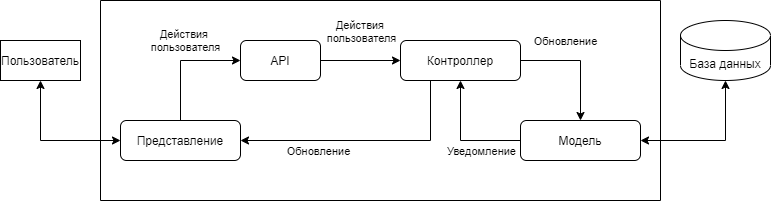 Действия
пользователя
Действия
пользователя
Обновление
Пользователь
API
Контроллер
База данных
Представление
Обновление
Уведомление
Модель